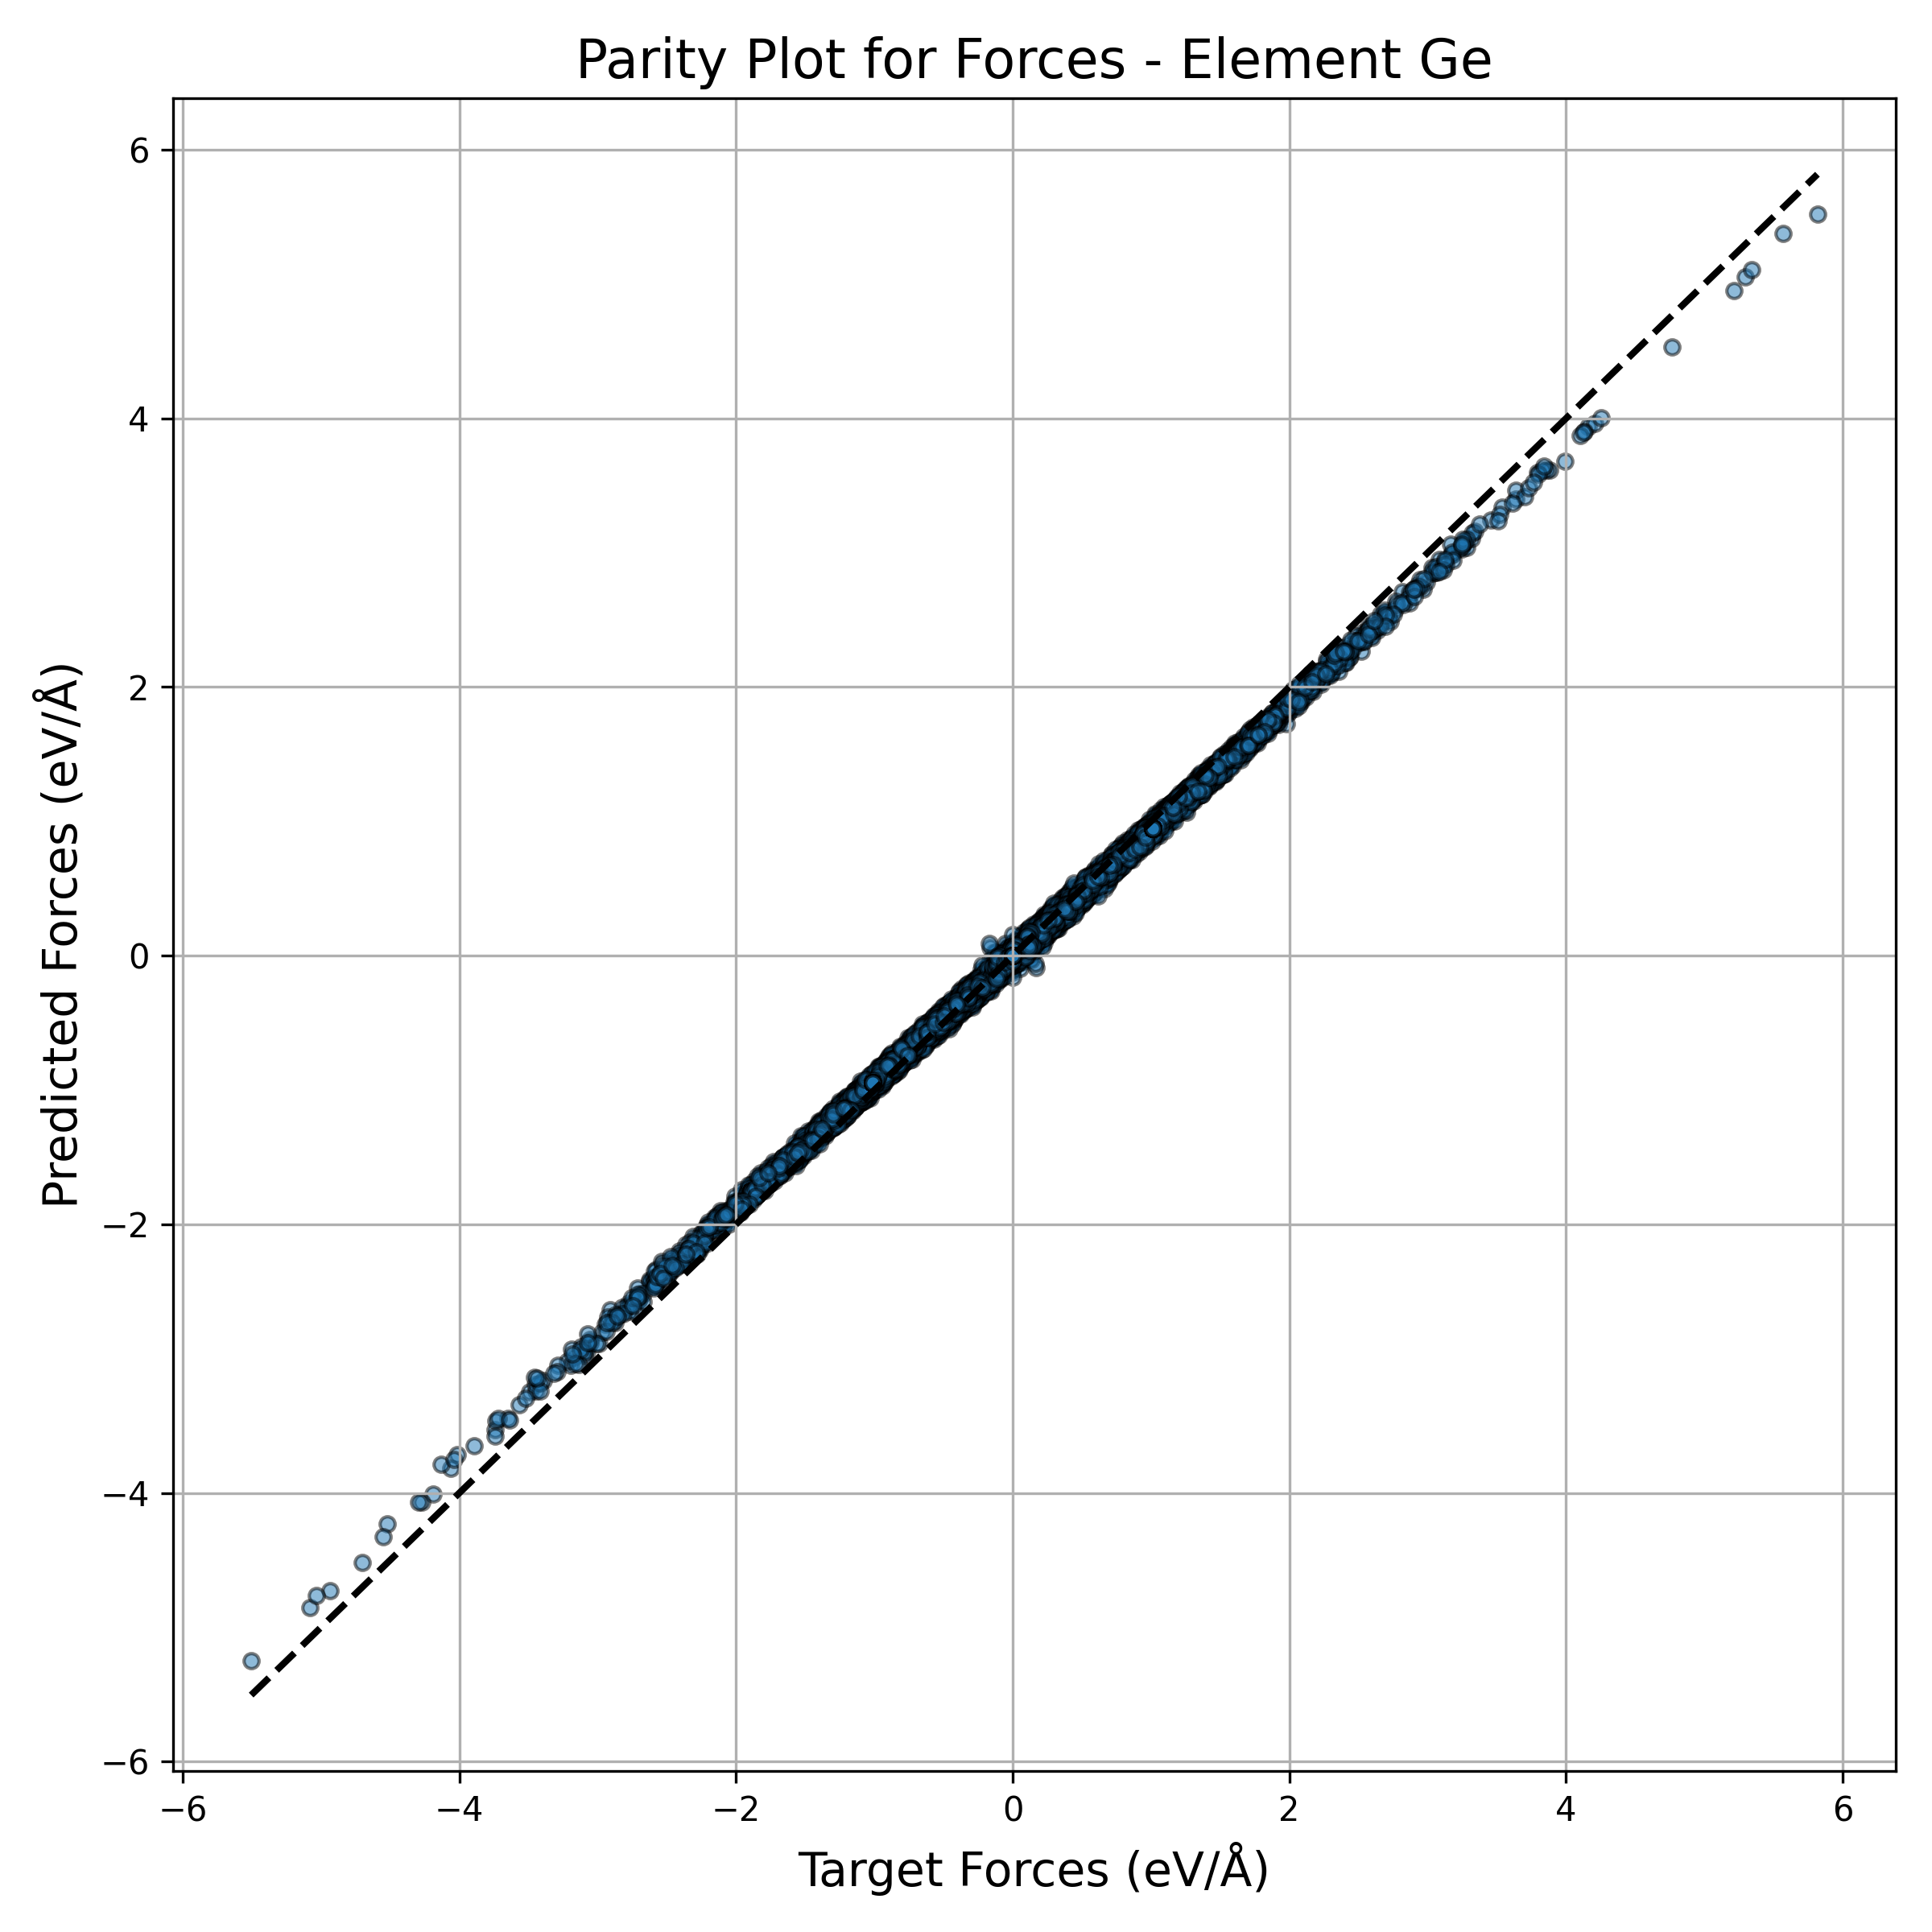 Parity Plot for Forces - Element Ge
6
4
2
0
−2
−4
−6
Predicted Forces (eV/Å)
−6 −4 −2 0 2 4 6
Target Forces (eV/Å)